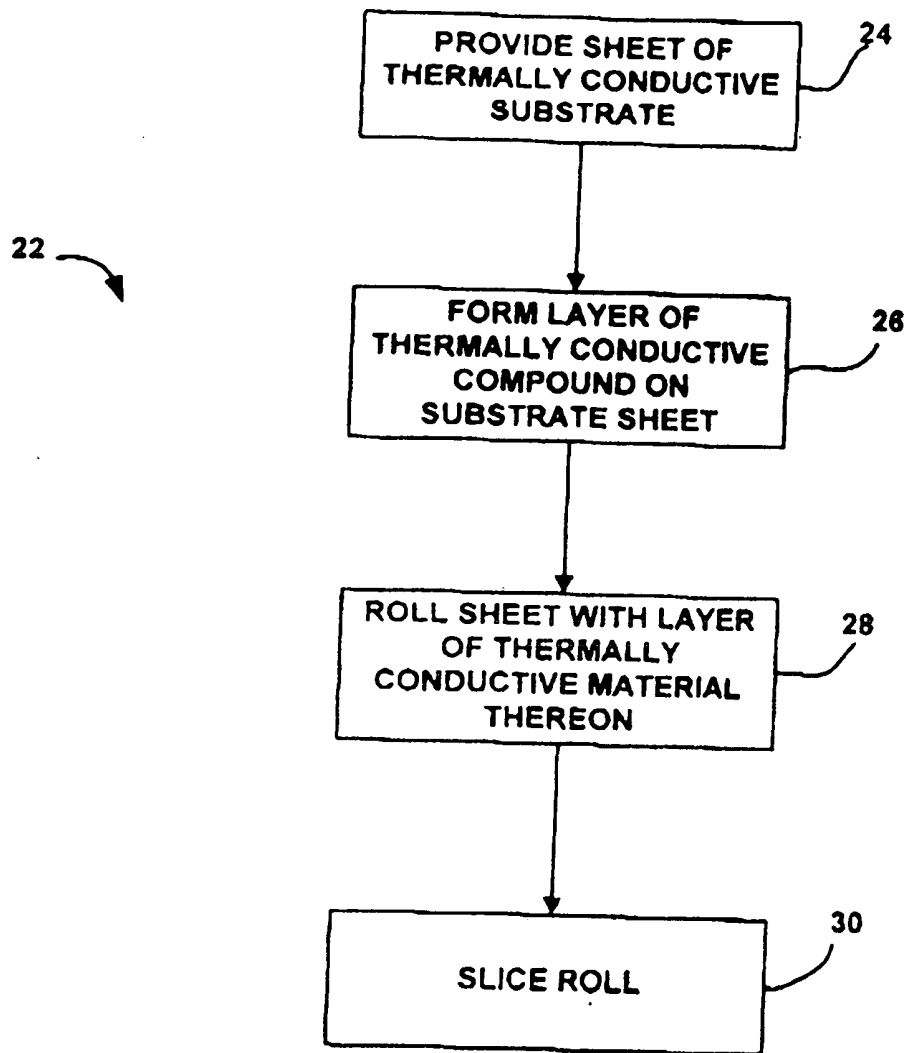 PROVIDE SHEET OF
THERMALLY CONDUCTIVE
SUBSTRATE
24
22
FORM LAYER OF
THERMALLY CONDUCTIVE
COMPOUND ON
SUBSTRATE SHEET
26
ROLL SHEET WITH LAYER
OF THERMALLY
CONDUCTIVE MATERIAL
THEREON
28
SLICE ROLL
30